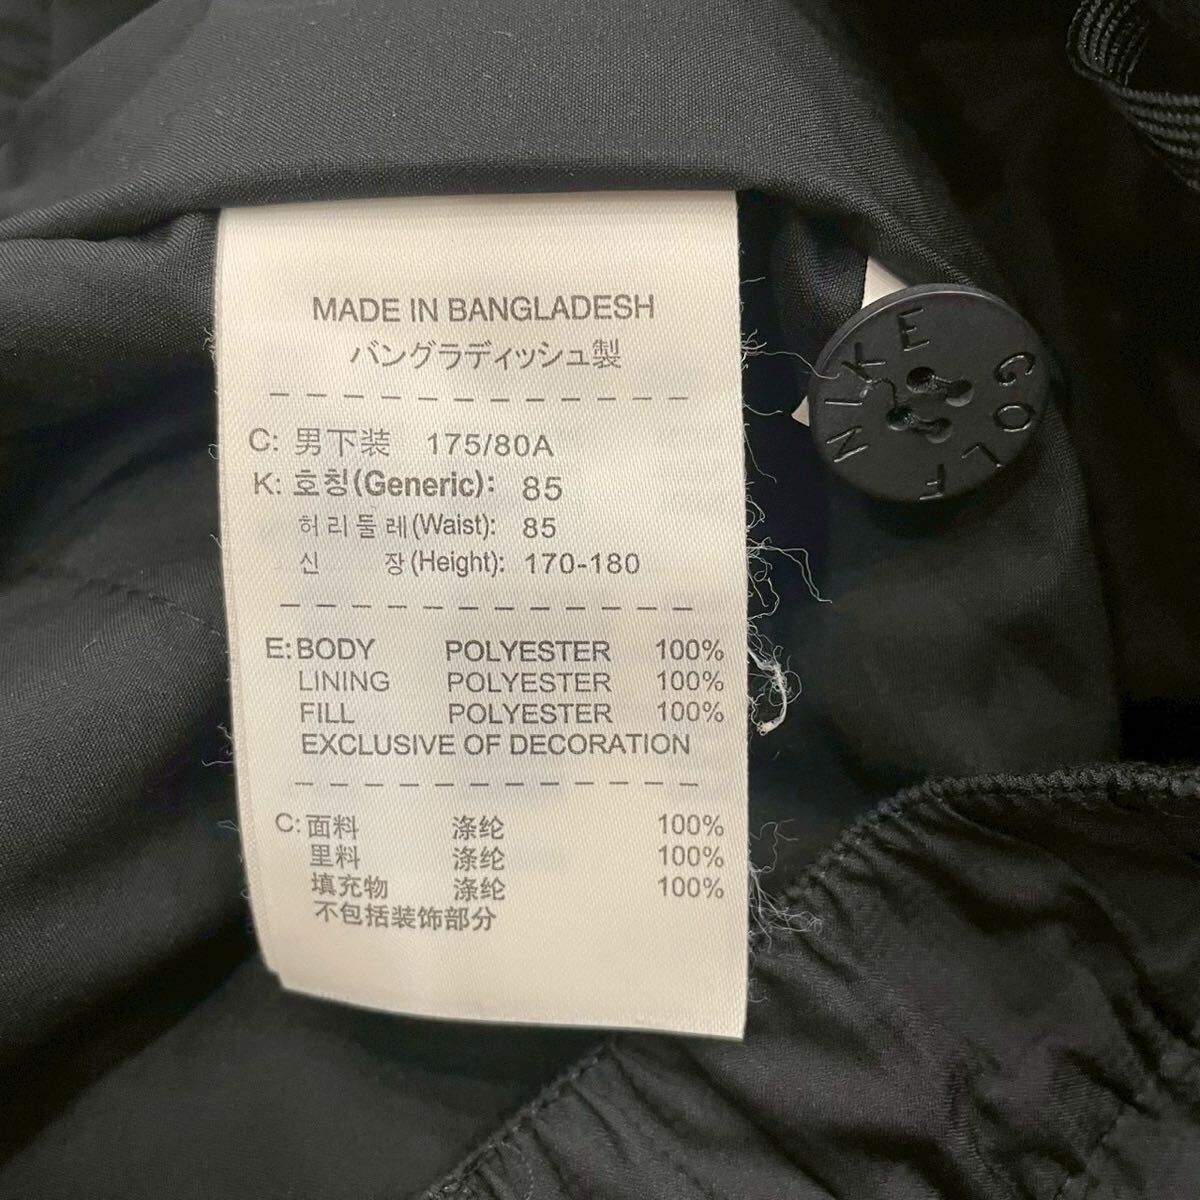 MADE IN BANGLADESH
バングラディッシュ製
C: 男下装 175/80A
K: 호칭(Generic): 85
허리둘레(Waist): 85
신 장(Height): 170-180
E: BODY POLYESTER 100%
LINING POLYESTER 100%
FILL POLYESTER 100%
EXCLUSIVE OF DECORATION
C: 面料 涤纶 100%
里料 涤纶 100%
填充物 涤纶 100%
不包括装饰部分
NIKE GOLF